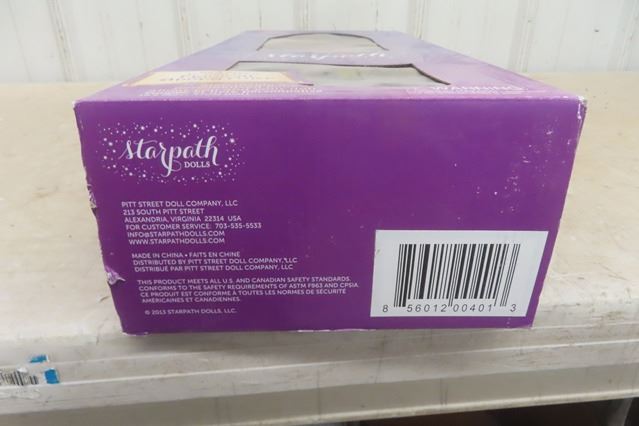 starpath
WARNING
starpath
DOLLS
PITT STREET DOLL COMPANY, LLC
213 SOUTH PITT STREET
ALEXANDRIA, VIRGINIA 22314 USA
FOR CUSTOMER SERVICE: 703-535-5533
INFO@STARPATHDOLLS.COM
WWW.STARPATHDOLLS.COM
MADE IN CHINA • FAITS EN CHINE
DISTRIBUTED BY PITT STREET DOLL COMPANY, LLC
DISTRIBUÉ PAR PITT STREET DOLL COMPANY, LLC
THIS PRODUCT MEETS ALL U.S. AND CANADIAN SAFETY STANDARDS.
CONFORMS TO THE SAFETY REQUIREMENTS OF ASTM F963 AND CPSIA.
CE PRODUIT EST CONFORME À TOUTES LES NORMES DE SÉCURITÉ
AMÉRICAINES ET CANADIENNES.
© 2013 STARPATH DOLLS, LLC.
8 56012 00401 3